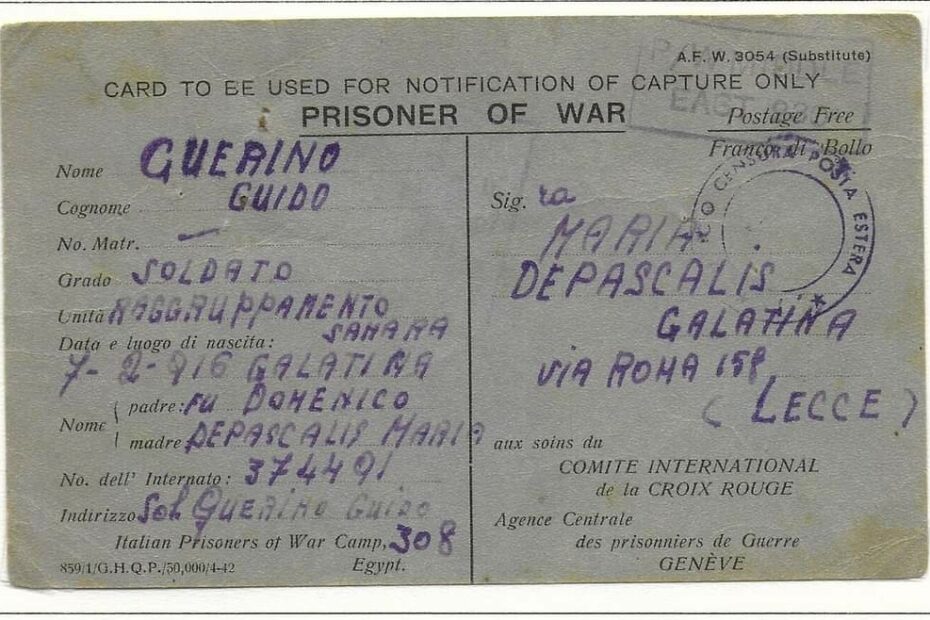 A.F. W. 3054 (Substitute)
CARD TO BE USED FOR NOTIFICATION OF CAPTURE ONLY
PRISONER OF WAR
Postage Free
Franco di Bollo
Nome GUERINO
Cognome GUIDO
No. Matr. —
Grado SOLDATO
Unità RAGGRUPPAMENTO
SAHARA
Data e luogo di nascita:
7-2-916 GALATINA
Nome
padre: FU DOMENICO
madre DEPASCALIS MARIA
No. dell' Internato: 374491
Indirizzo Sol GUERINO GUIDO
Italian Prisoners of War Camp, 308
Egypt.
859/1/G.H.Q.P./50,000/4-42
Sig. ra
MARIA
DEPASCALIS
GALATINA
VIA ROMA 158
(LECCE)
aux soins du
COMITE INTERNATIONAL
de la CROIX ROUGE
Agence Centrale
des prisonniers de Guerre
GENÈVE
CENSURA POSTA ESTERA
EAST